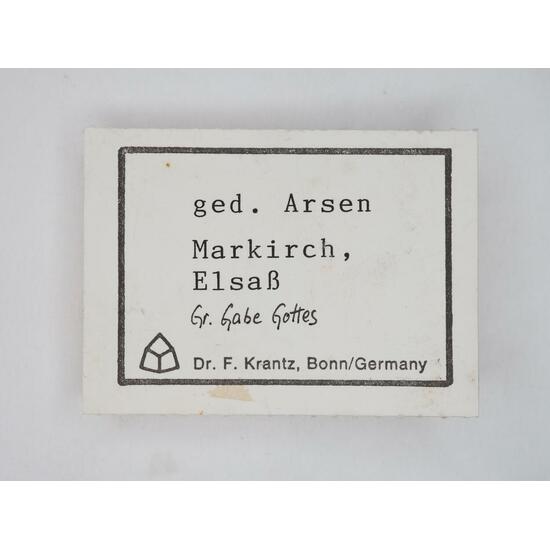 ged. Arsen
Markirch,
Elsaß
Gr. Gabe Gottes
Dr. F. Krantz, Bonn/Germany